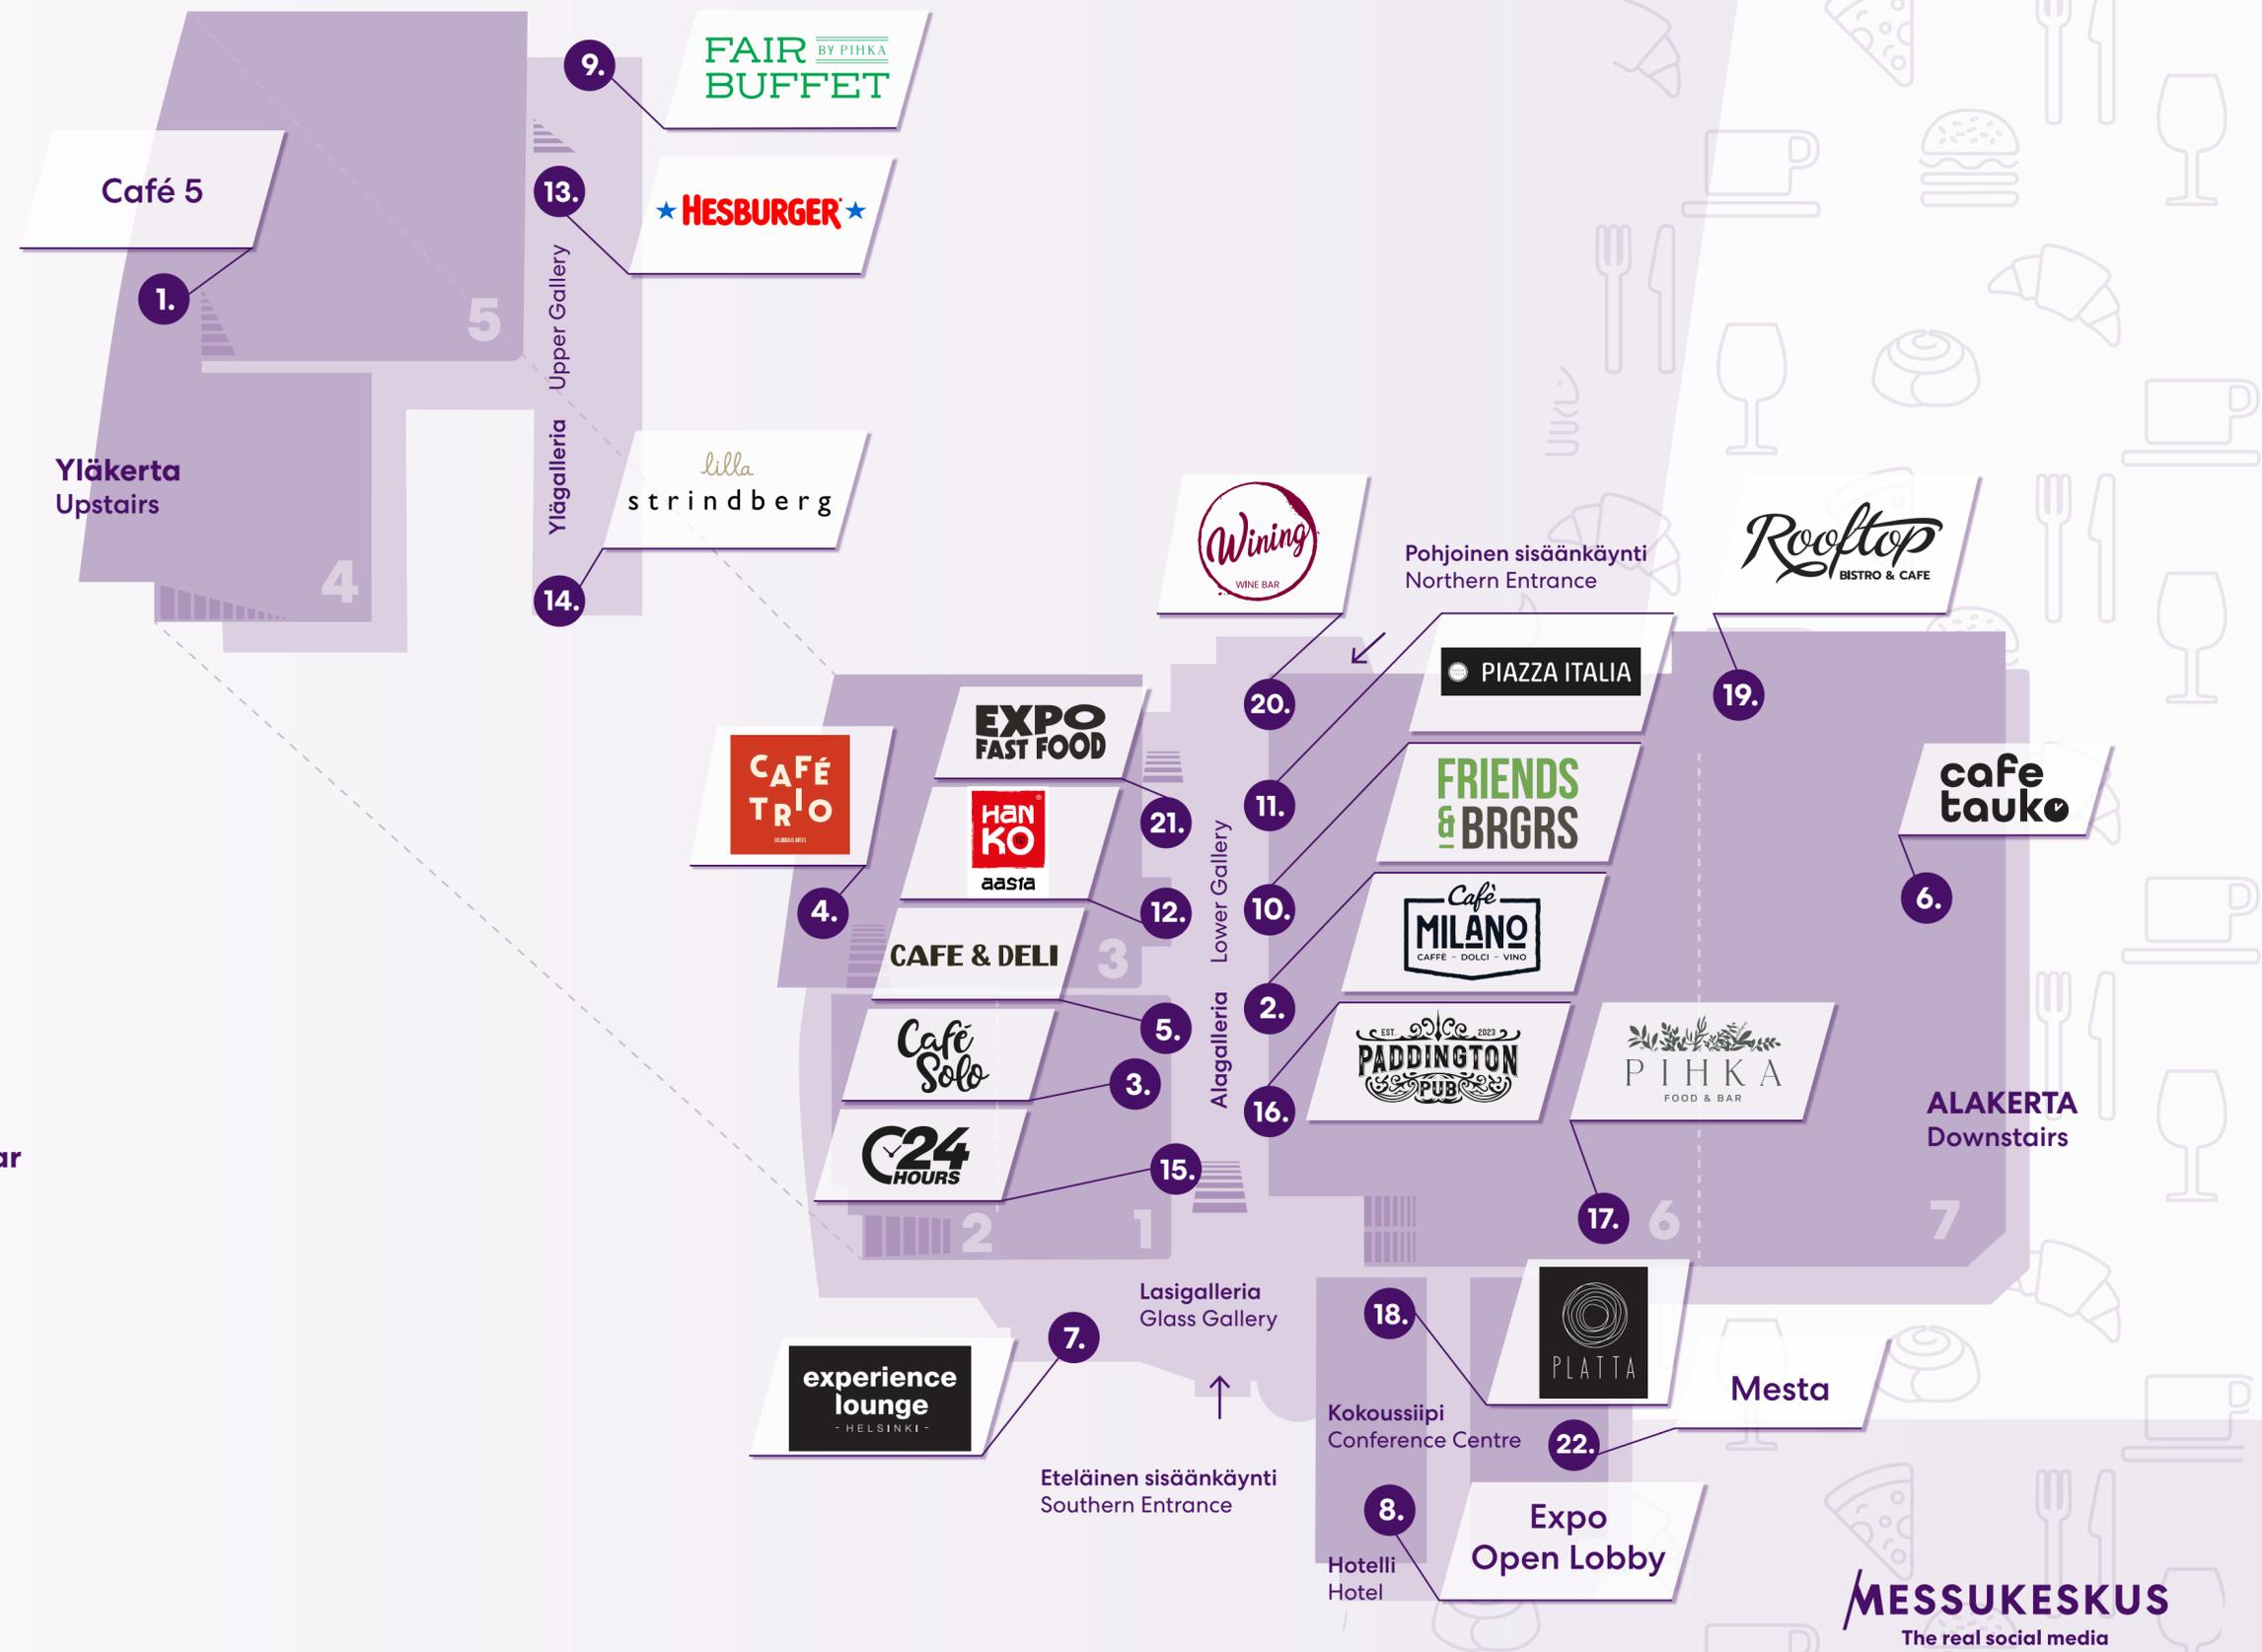 9.
FAIR BY PIHKA
BUFFET
Café 5
1.
13.
HESBURGER
5
Yläkerta
Upstairs
4
Ylägalleria Upper Gallery
lilla
strindberg
14.
Wining
WINE BAR
20.
Pohjoinen sisäänkäynti
Northern Entrance
Rooftop
BISTRO & CAFE
19.
PIAZZA ITALIA
11.
EXPO
FAST FOOD
21.
CAFÉ
TRIO
4.
HANKO
aasia
12.
FRIENDS
& BRGRS
10.
cafe
tauko
6.
CAFE & DELI
3
5.
Alagalleria Lower Gallery
Café
MILANO
CAFFÈ - DOLCI - VINO
2.
Café
Solo
3.
EST. 2023
PADDINGTON
PUB
16.
PIHKA
FOOD & BAR
17.
ALAKERTA
Downstairs
ar
24
HOURS
15.
2
1
6
7
Lasigalleria
Glass Gallery
18.
PLATTA
7.
experience
lounge
- HELSINKI -
Mesta
22.
Kokoussiipi
Conference Centre
Eteläinen sisäänkäynti
Southern Entrance
8.
Expo
Open Lobby
Hotelli
Hotel
MESSUKESKUS
The real social media